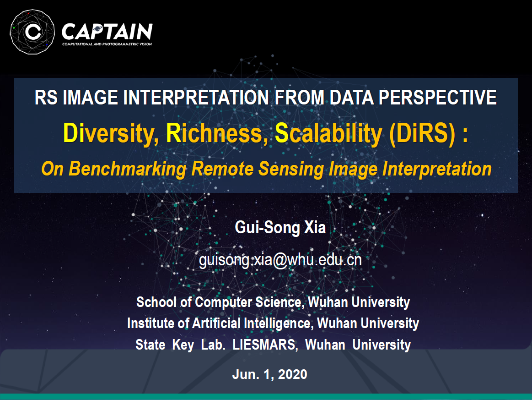 CAPTAIN
COMPUTATIONAL AND PHOTOGRAMMETRIC VISION
RS IMAGE INTERPRETATION FROM DATA PERSPECTIVE
Diversity, Richness, Scalability (DiRS) :
On Benchmarking Remote Sensing Image Interpretation
Gui-Song Xia
guisong.xia@whu.edu.cn
School of Computer Science, Wuhan University
Institute of Artificial Intelligence, Wuhan University
State Key Lab. LIESMARS, Wuhan University
Jun. 1, 2020